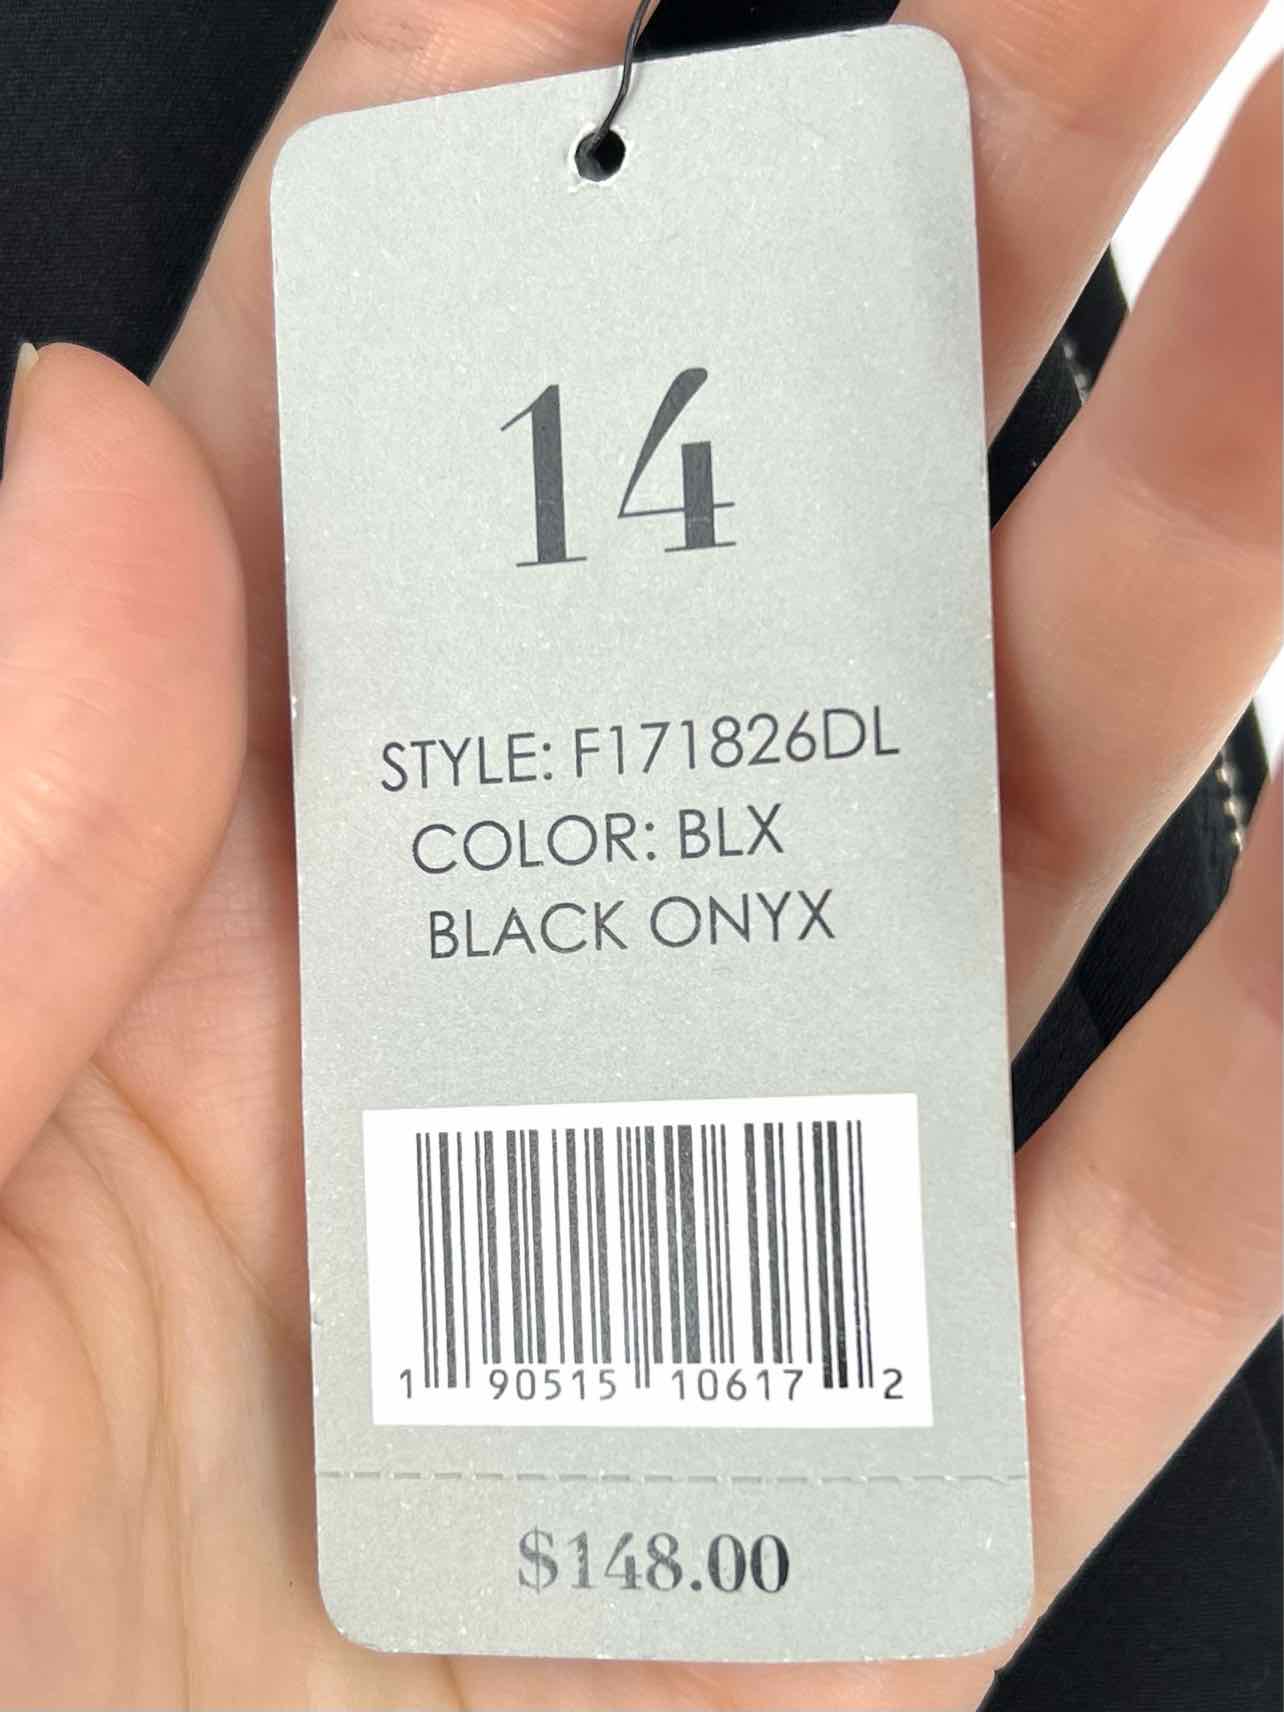 14
STYLE: F171826DL
COLOR: BLX
BLACK ONYX
1 90515 10617 2
$148.00